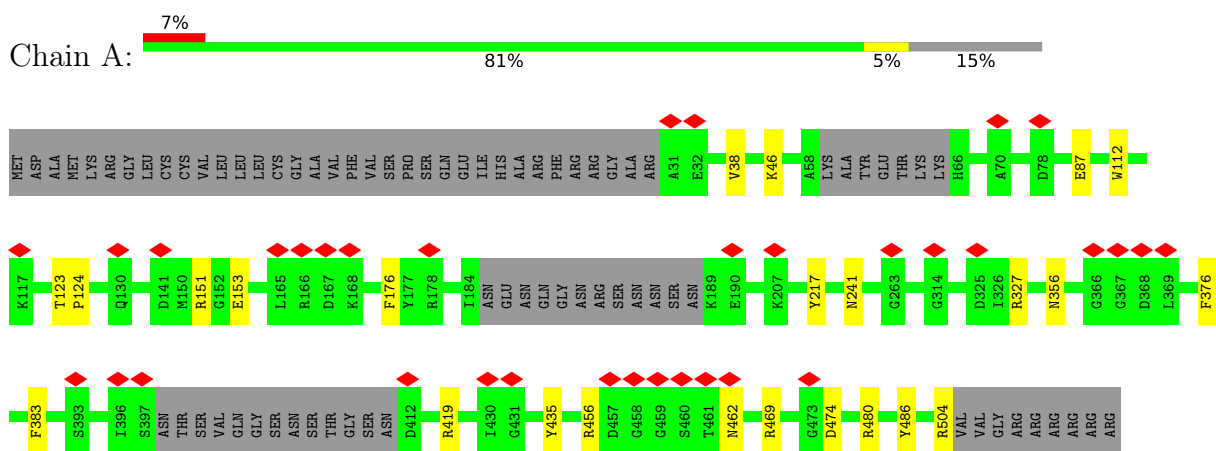 7%
Chain A:
81% 5% 15%
MET ASP ALA MET LYS ARG GLY LEU CYS CYS VAL LEU LEU LEU CYS GLY ALA VAL PHE VAL SER PRO SER GLN GLU ILE HIS ALA ARG PHE ARG ARG GLY ALA ARG A31 E32 V38 K46 A58 LYS ALA TYR GLU THR LYS LYS H66 A70 D78 E87 W112
K117 T123 P124 Q130 D141 M150 R151 G152 E153 L165 R166 D167 K168 F176 Y177 R178 I184 ASN GLU ASN GLN GLY ASN ARG SER ASN ASN SER ASN K189 E190 K207 Y217 N241 G263 G314 D325 I326 R327 N356 G366 G367 D368 L369 F376
F383 S393 I396 S397 ASN THR SER VAL GLN GLY SER ASN SER THR GLY SER ASN D412 R419 I430 G431 Y435 R456 D457 G458 G459 S460 T461 N462 R469 G473 D474 R480 Y486 R504 VAL VAL GLY ARG ARG ARG ARG ARG ARG